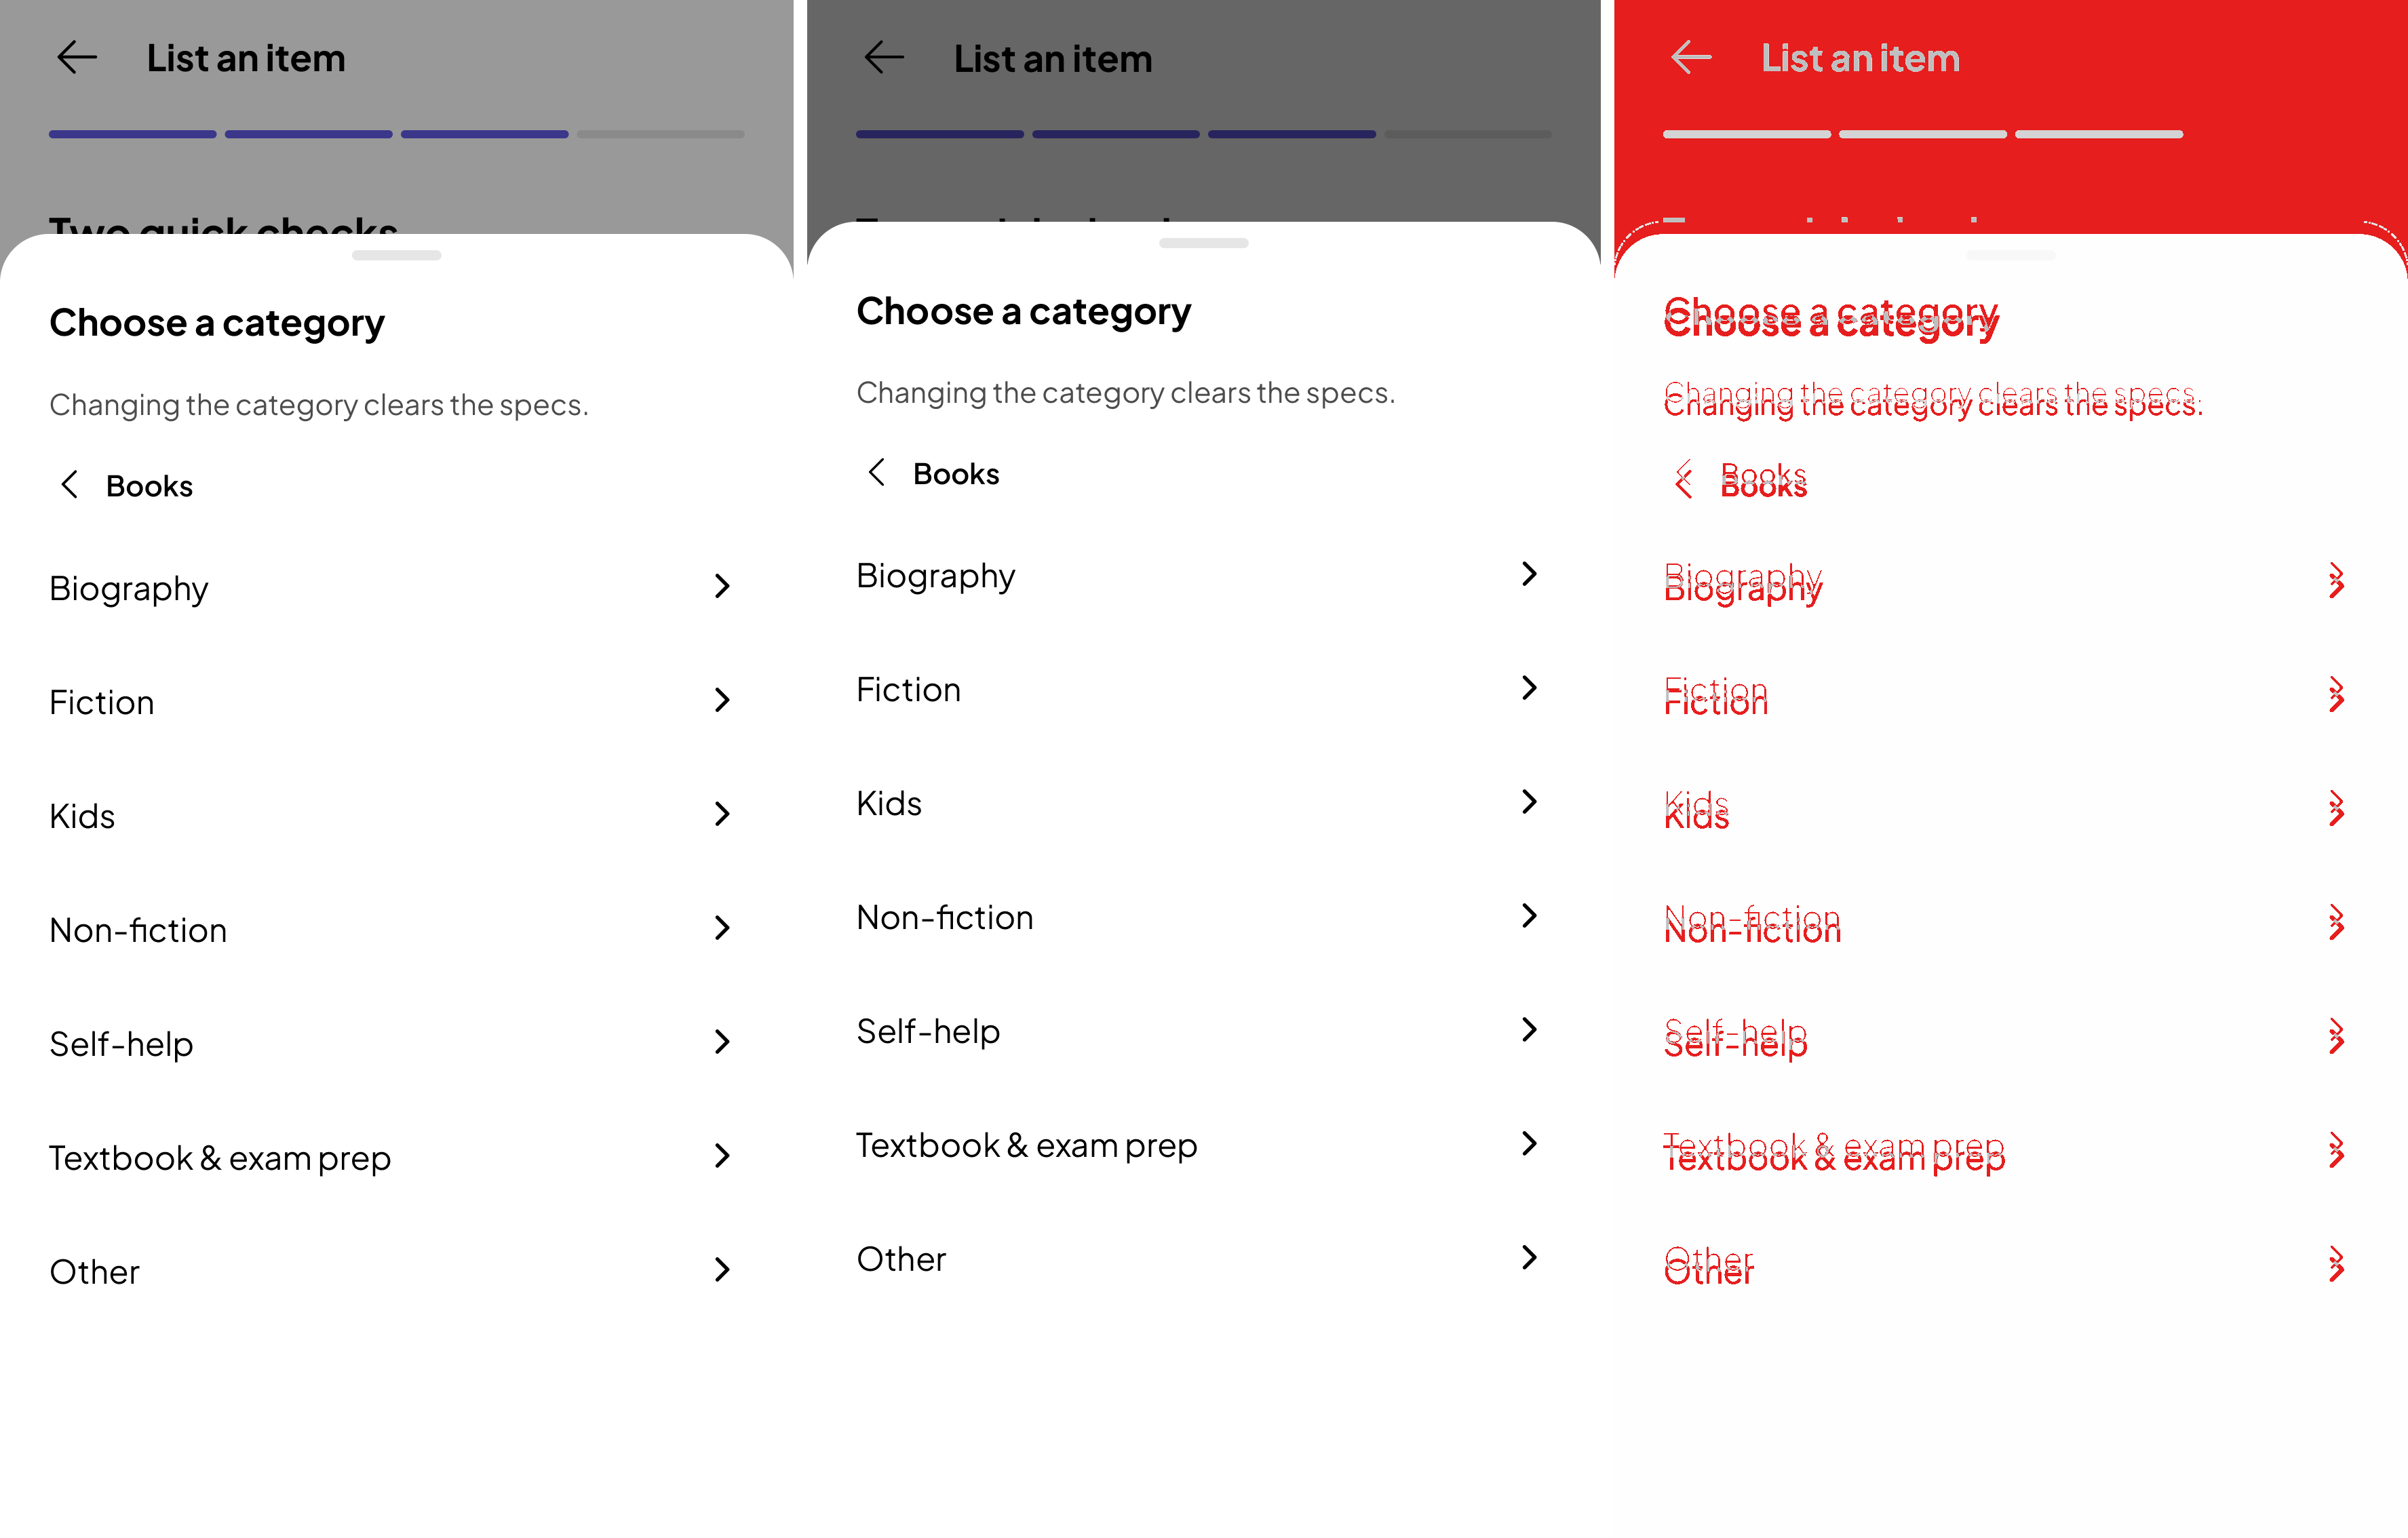 List an item
Two quick checks
Choose a category
Changing the category clears the specs.
Books
Biography
Fiction
Kids
Non-fiction
Self-help
Textbook & exam prep
Other
List an item
Choose a category
Changing the category clears the specs.
Books
Biography
Fiction
Kids
Non-fiction
Self-help
Textbook & exam prep
Other
List an item
Choose a category
Changing the category clears the specs.
Books
Biography
Fiction
Kids
Non-fiction
Self-help
Textbook & exam prep
Other